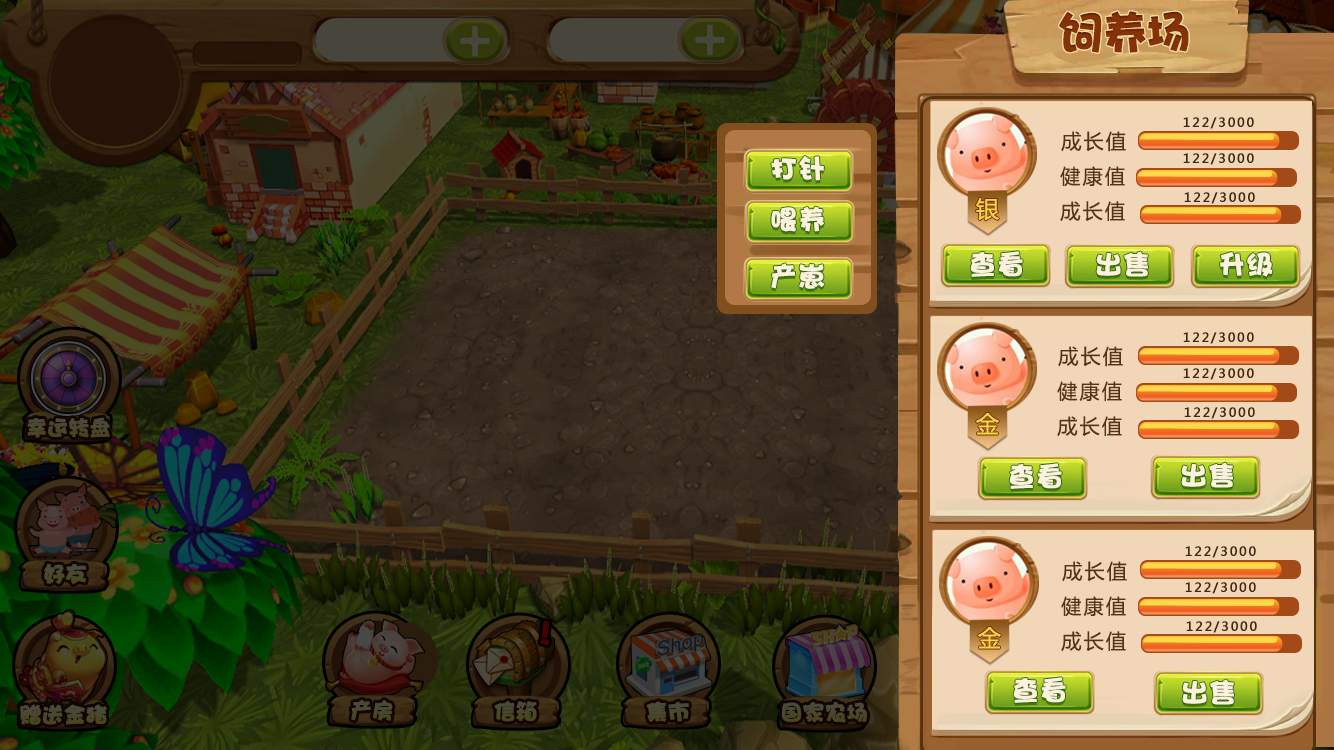 饲养场
打针
喂养
产崽
122/3000
成长值
122/3000
健康值
122/3000
成长值
银
查看
出售
升级
122/3000
成长值
122/3000
健康值
122/3000
成长值
金
查看
出售
122/3000
成长值
122/3000
健康值
122/3000
成长值
金
查看
出售
幸运转盘
好友
赠送金猪
产房
信箱
Shop
集市
SHOP
国家农场